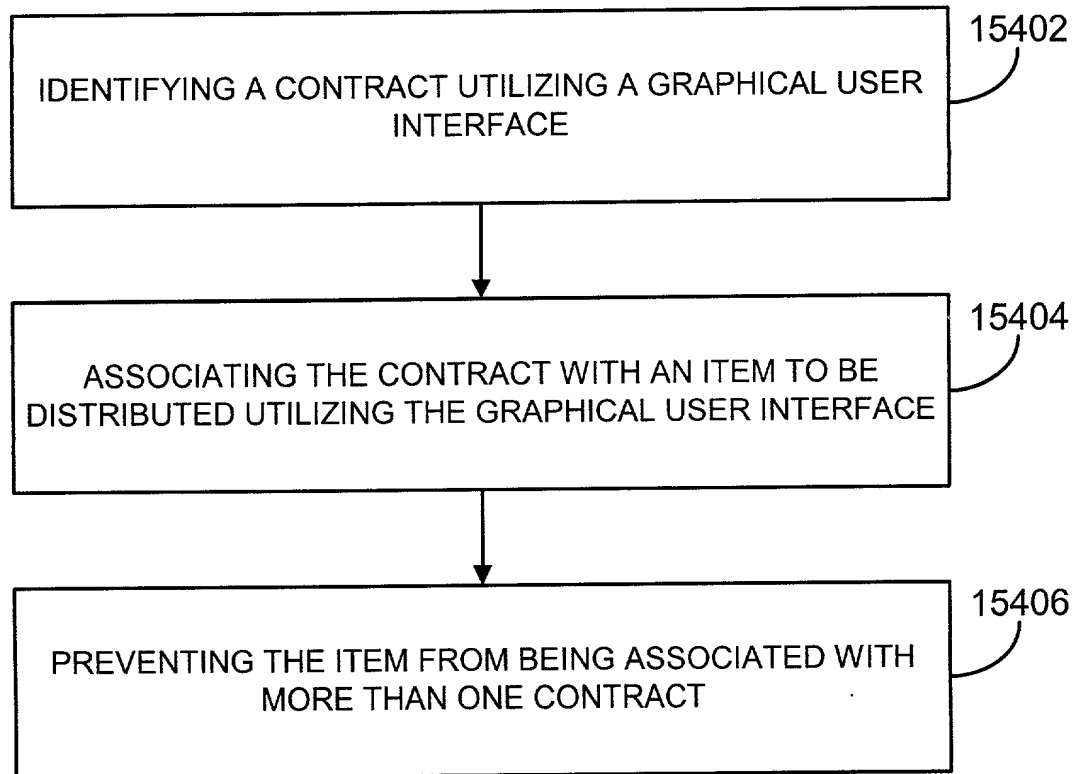 15402
IDENTIFYING A CONTRACT UTILIZING A GRAPHICAL USER
INTERFACE
15404
ASSOCIATING THE CONTRACT WITH AN ITEM TO BE
DISTRIBUTED UTILIZING THE GRAPHICAL USER INTERFACE
15406
PREVENTING THE ITEM FROM BEING ASSOCIATED WITH
MORE THAN ONE CONTRACT